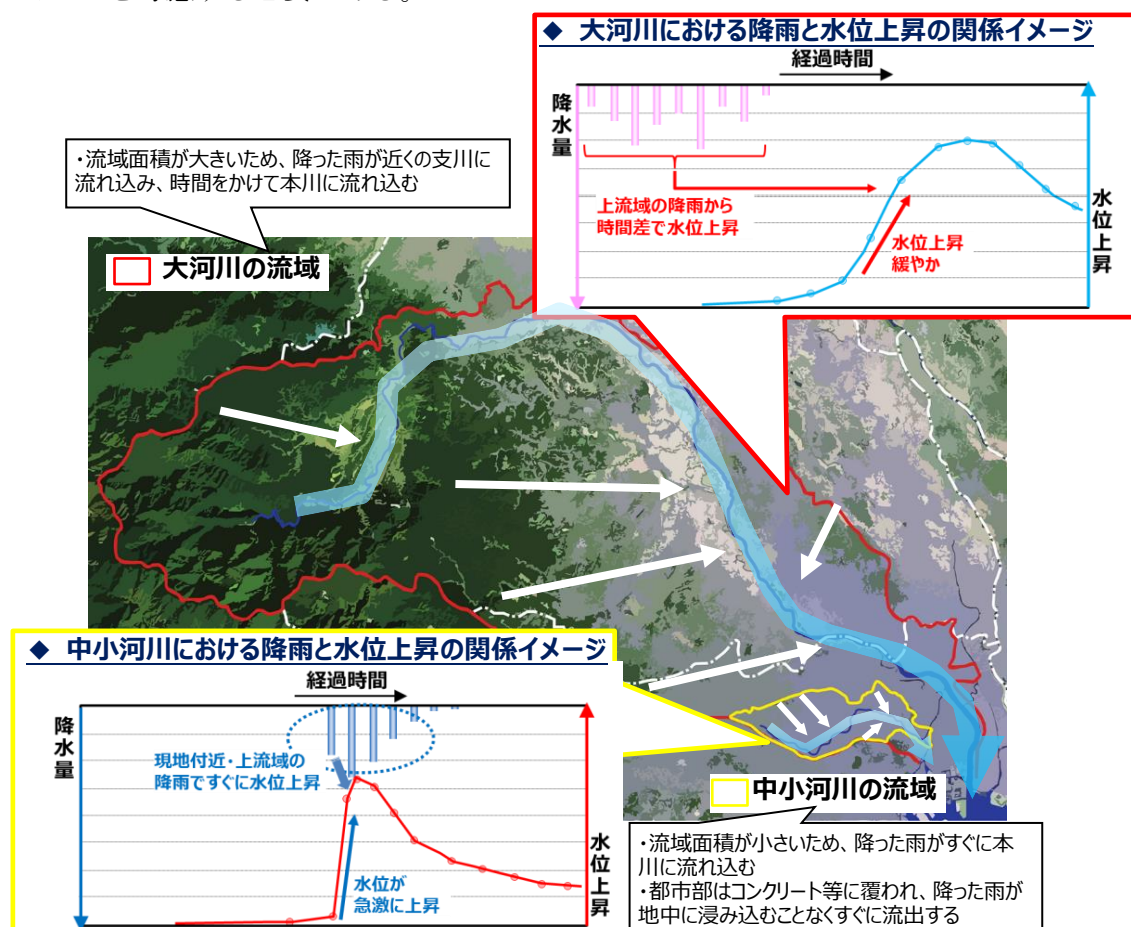 ◆ 大河川における降雨と水位上昇の関係イメージ
経過時間
降水量
水位上昇
上流域の降雨から
時間差で水位上昇
水位上昇
緩やか
・流域面積が大きいため、降った雨が近くの支川に
流れ込み、時間をかけて本川に流れ込む
大河川の流域
◆ 中小河川における降雨と水位上昇の関係イメージ
経過時間
降水量
水位上昇
現地付近・上流域の
降雨ですぐに水位上昇
水位が
急激に上昇
中小河川の流域
・流域面積が小さいため、降った雨がすぐに本
川に流れ込む
・都市部はコンクリート等に覆われ、降った雨が
地中に浸み込むことなくすぐに流出する